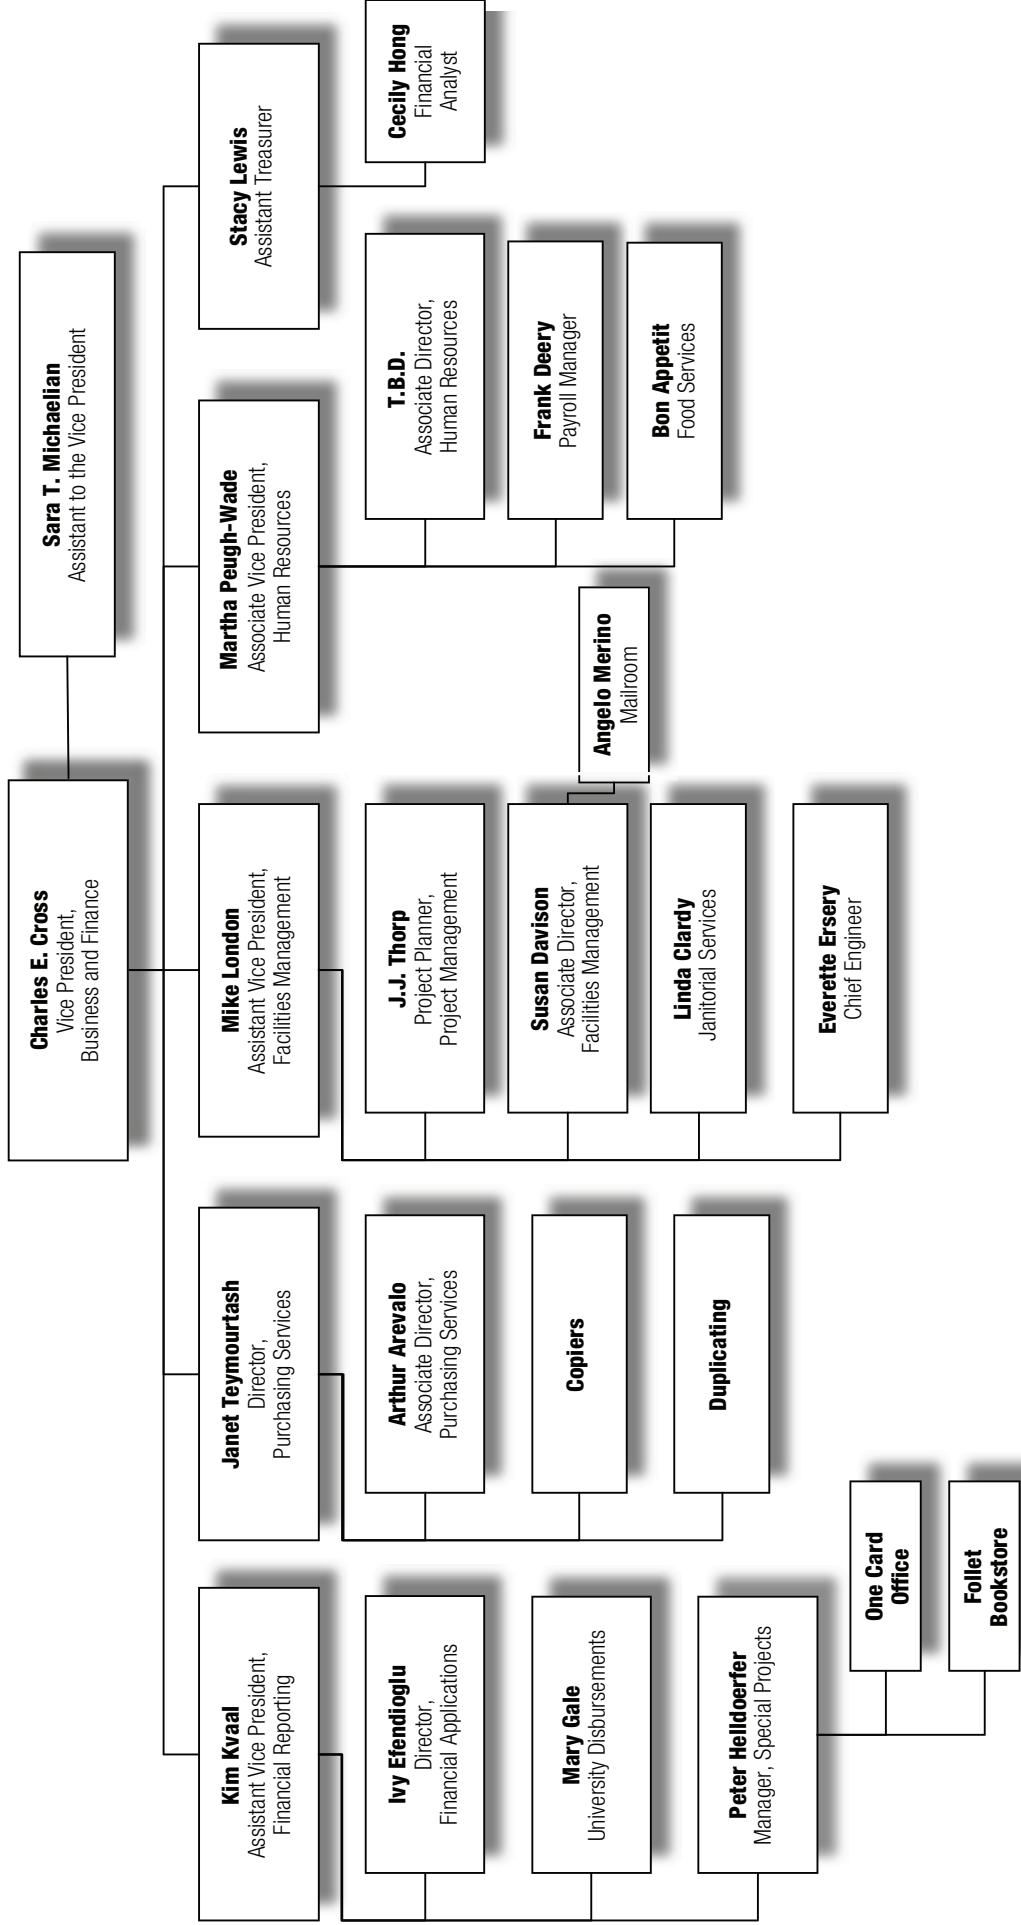 Charles E. Cross
Vice President,
Business and Finance
Sara T. Michaelian
Assistant to the Vice President
Kim Kvaal
Assistant Vice President,
Financial Reporting
Janet Teymourtash
Director,
Purchasing Services
Mike London
Assistant Vice President,
Facilities Management
Martha Peugh-Wade
Associate Vice President,
Human Resources
Stacy Lewis
Assistant Treasurer
Ivy Efendioglu
Director,
Financial Applications
Mary Gale
University Disbursements
Peter Helldoerfer
Manager, Special Projects
One Card
Office
Follet
Bookstore
Arthur Arevalo
Associate Director,
Purchasing Services
Copiers
Duplicating
J.J. Thorp
Project Planner,
Project Management
Susan Davison
Associate Director,
Facilities Management
Angelo Merino
Mailroom
Linda Clardy
Janitorial Services
Everette Ersery
Chief Engineer
T.B.D.
Associate Director,
Human Resources
Frank Deery
Payroll Manager
Bon Appetit
Food Services
Cecily Hong
Financial
Analyst